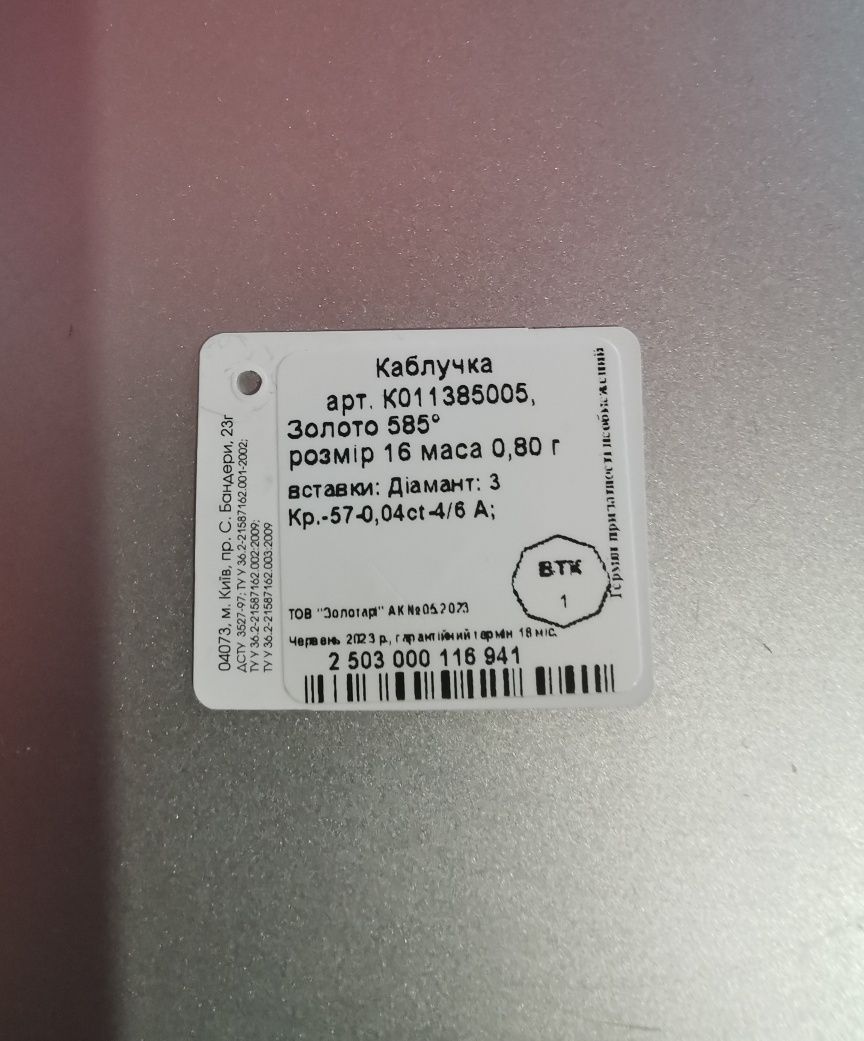 Каблучка
арт. К011385005,
Золото 585°
розмір 16 маса 0,80 г
вставки: Діамант: 3
Кр.-57-0,04ct-4/6 А;
ВТК
1
ТОВ "Золотарі" АК №05.2023
Червень 2023 р., гарантійний термін 18 міс.
2 503 000 116 941
Термін придатності необмежений
04073, м. Київ, пр. С. Бандери, 23г
ДСТУ 3527-97; ТУ У 36.2-21587162.001-2002;
ТУ У 36.2-21587162.002:2009;
ТУ У 36.2-21587162.003:2009